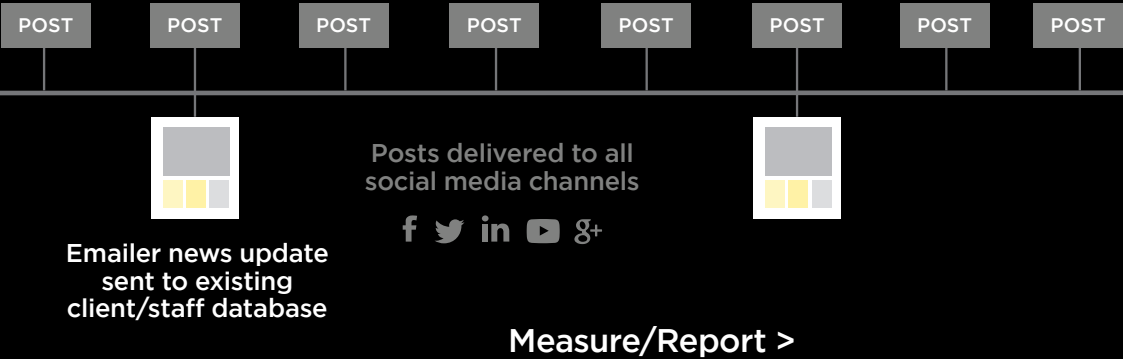 POST POST POST POST POST POST POST POST
Posts delivered to all
social media channels
f in g+
Emailer news update
sent to existing
client/staff database
Measure/Report >